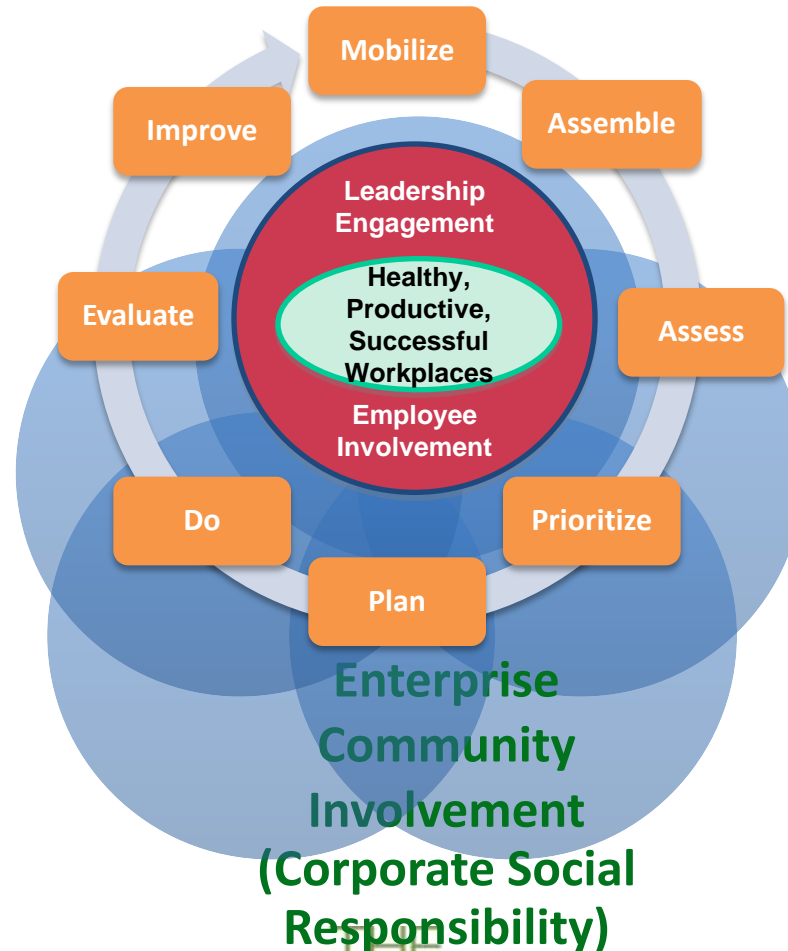 Mobilize
Improve
Assemble
Leadership
Engagement
Healthy,
Productive,
Successful
Workplaces
Evaluate
Assess
Employee
Involvement
Do
Prioritize
Plan
Enterprise
Community
Involvement
(Corporate Social
Responsibility)